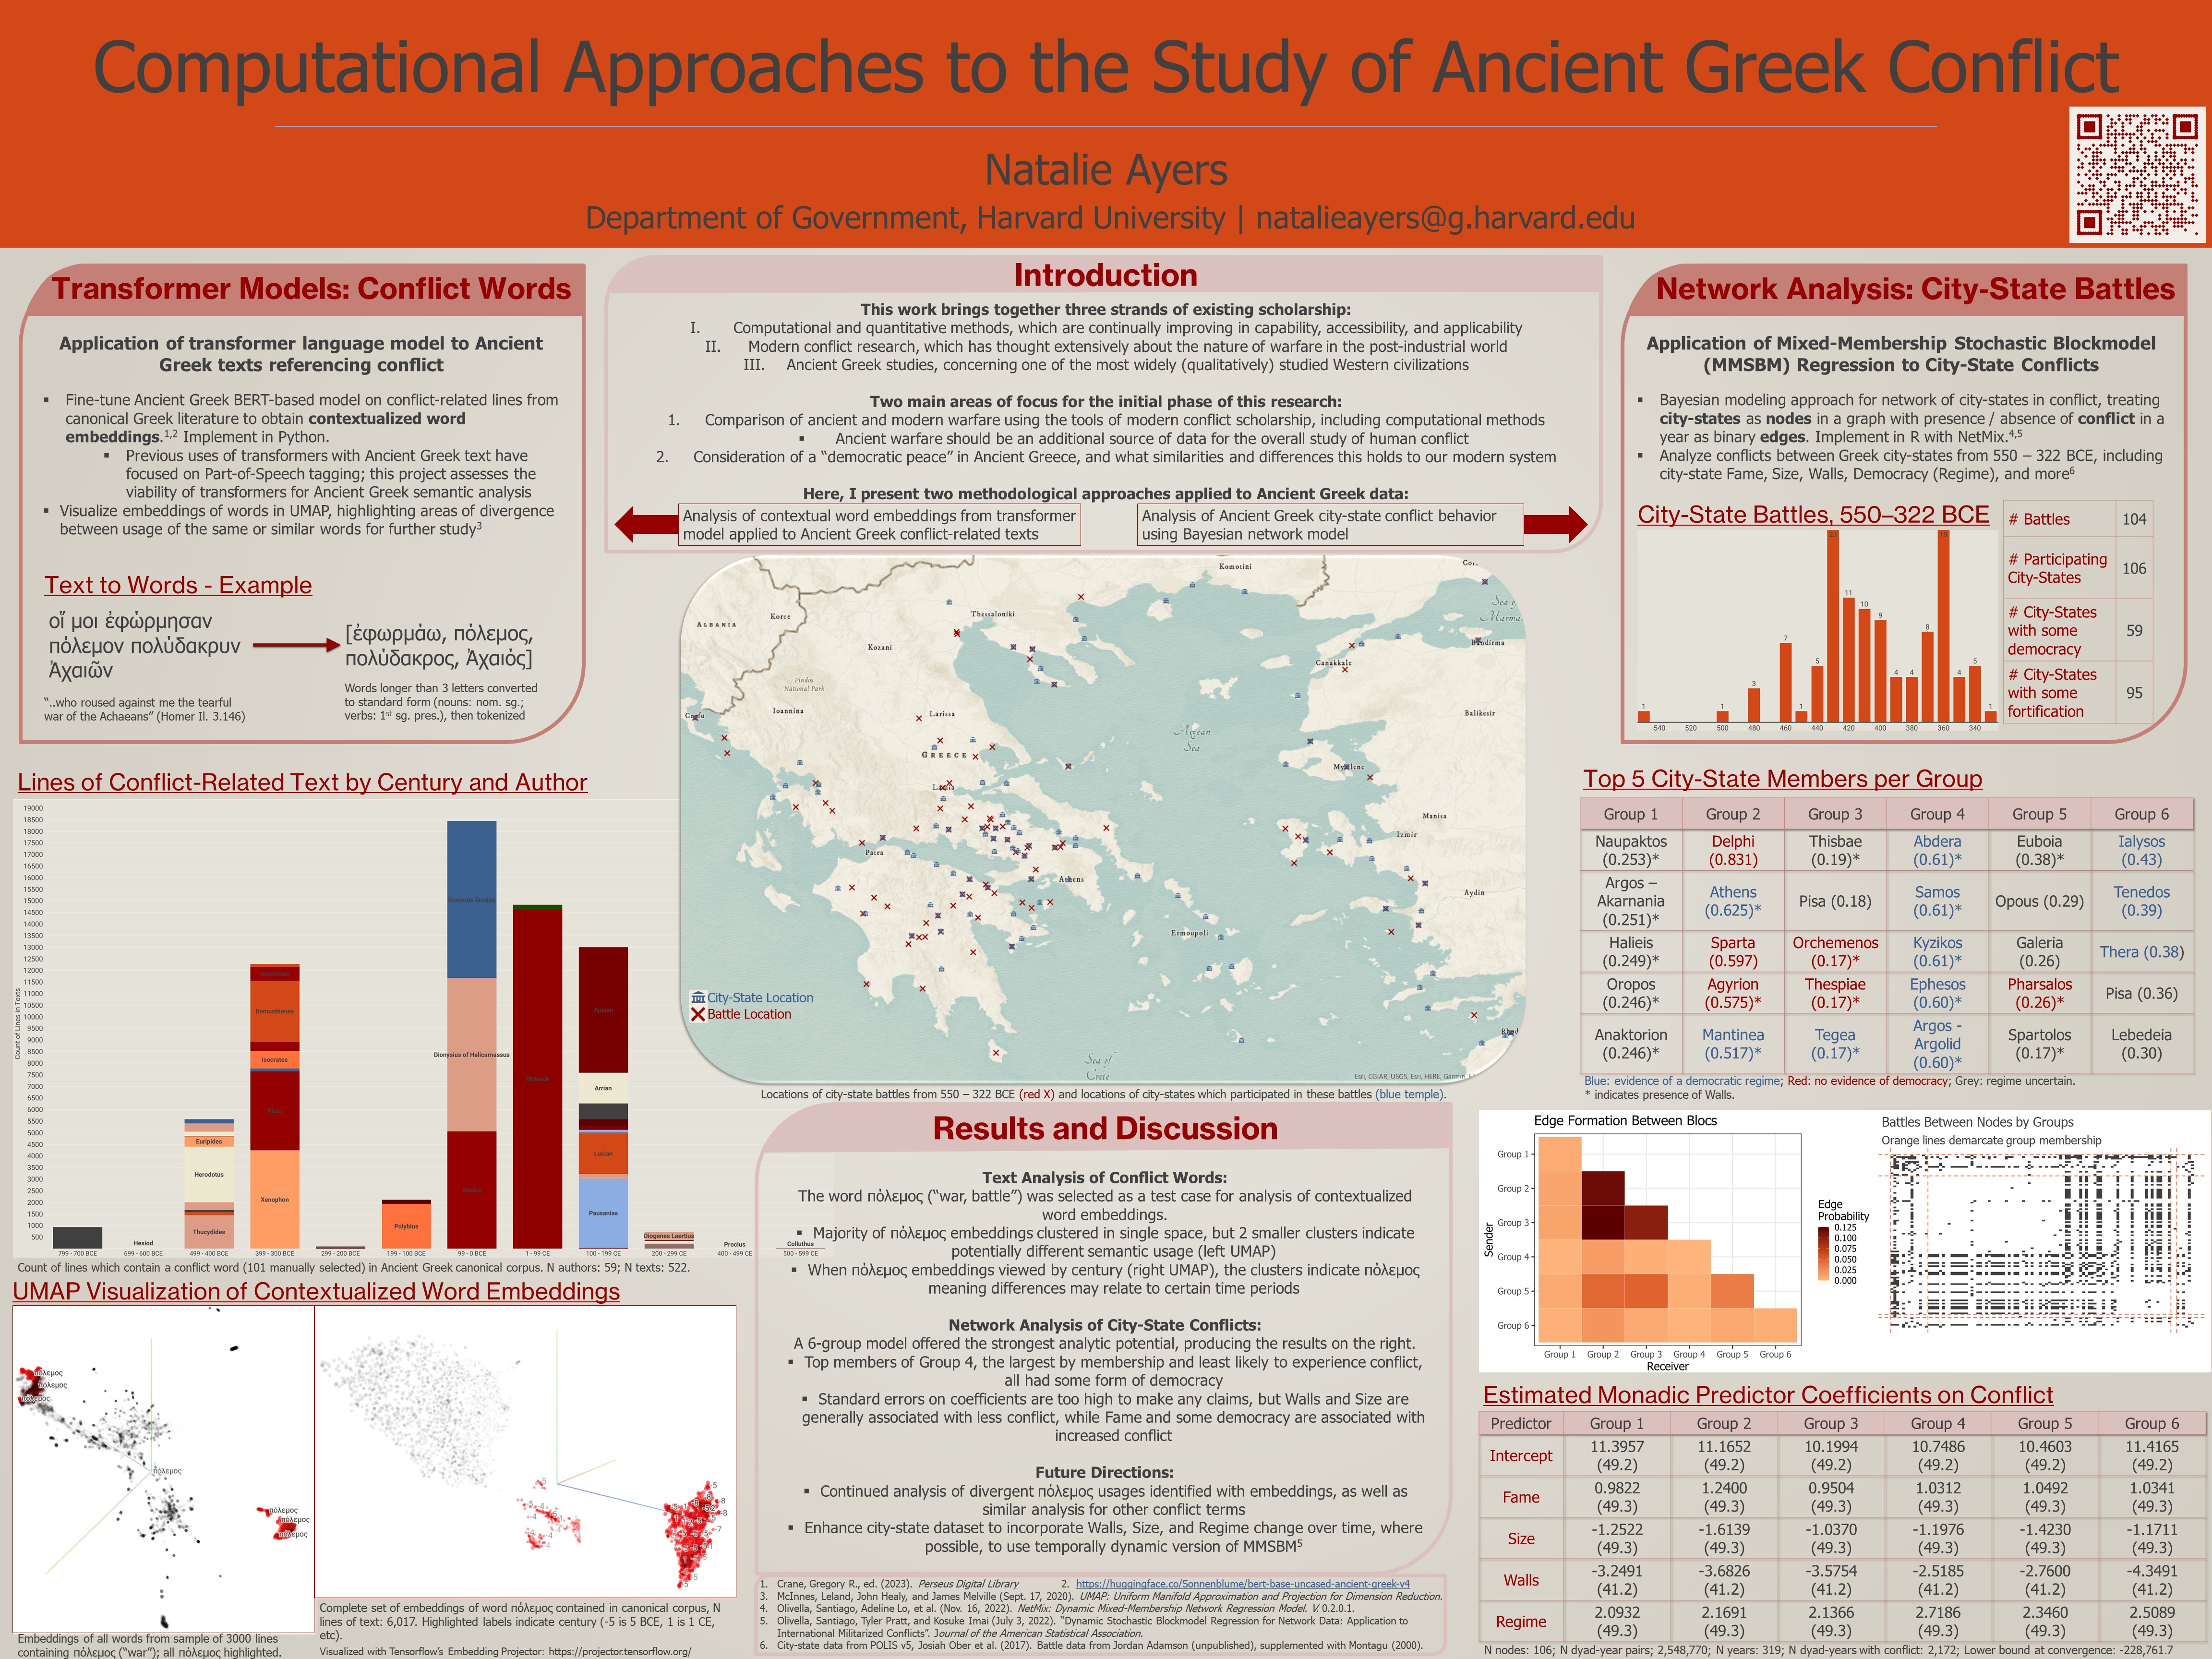 Computational Approaches to the Study of Ancient Greek Conflict
Natalie Ayers
Department of Government, Harvard University | natalieayers@g.harvard.edu
Transformer Models: Conflict Words
Application of transformer language model to Ancient
Greek texts referencing conflict
▪ Fine-tune Ancient Greek BERT-based model on conflict-related lines from
canonical Greek literature to obtain contextualized word
embeddings.1,2 Implement in Python.
▪ Previous uses of transformers with Ancient Greek text have
focused on Part-of-Speech tagging; this project assesses the
viability of transformers for Ancient Greek semantic analysis
▪ Visualize embeddings of words in UMAP, highlighting areas of divergence
between usage of the same or similar words for further study3
Text to Words - Example
οἵ μοι ἐφώρμησαν
πόλεμον πολύδακρυν
Ἀχαιῶν
[ἐφωρμάω, πόλεμος,
πολύδακρος, Ἀχαιός]
"..who roused against me the tearful
war of the Achaeans" (Homer Il. 3.146)
Words longer than 3 letters converted
to standard form (nouns: nom. sg.;
verbs: 1st sg. pres.), then tokenized
Introduction
This work brings together three strands of existing scholarship:
I. Computational and quantitative methods, which are continually improving in capability, accessibility, and applicability
II. Modern conflict research, which has thought extensively about the nature of warfare in the post-industrial world
III. Ancient Greek studies, concerning one of the most widely (qualitatively) studied Western civilizations
Two main areas of focus for the initial phase of this research:
1. Comparison of ancient and modern warfare using the tools of modern conflict scholarship, including computational methods
▪ Ancient warfare should be an additional source of data for the overall study of human conflict
2. Consideration of a "democratic peace" in Ancient Greece, and what similarities and differences this holds to our modern system
Here, I present two methodological approaches applied to Ancient Greek data:
Analysis of contextual word embeddings from transformer
model applied to Ancient Greek conflict-related texts
Analysis of Ancient Greek city-state conflict behavior
using Bayesian network model
Network Analysis: City-State Battles
Application of Mixed-Membership Stochastic Blockmodel
(MMSBM) Regression to City-State Conflicts
▪ Bayesian modeling approach for network of city-states in conflict, treating
city-states as nodes in a graph with presence / absence of conflict in a
year as binary edges. Implement in R with NetMix.4,5
▪ Analyze conflicts between Greek city-states from 550 – 322 BCE, including
city-state Fame, Size, Walls, Democracy (Regime), and more6
City-State Battles, 550–322 BCE
1 1 3 7 1 5 23 11 10 9 4 4 8 19 4 5 1
540 520 500 480 460 440 420 400 380 360 340
# Battles 104
# Participating City-States 106
# City-States with some democracy 59
# City-States with some fortification 95
Lines of Conflict-Related Text by Century and Author
Count of Lines in Texts
19000
18500
18000
17500
17000
16500
16000
15500
15000
14500
14000
13500
13000
12500
12000
11500
11000
10500
10000
9500
9000
8500
8000
7500
7000
6500
6000
5500
5000
4500
4000
3500
3000
2500
2000
1500
1000
500
Hesiod
Euripides
Herodotus
Thucydides
Demosthenes
Isocrates
Plato
Xenophon
Polybius
Diodorus Siculus
Dionysius of Halicarnassus
Strabo
Plutarch
Appian
Arrian
Lucian
Pausanias
Diogenes Laertius
Proclus
Colluthus
799 - 700 BCE 699 - 600 BCE 499 - 400 BCE 399 - 300 BCE 299 - 200 BCE 199 - 100 BCE 99 - 0 BCE 1 - 99 CE 100 - 199 CE 200 - 299 CE 400 - 499 CE 500 - 599 CE
Count of lines which contain a conflict word (101 manually selected) in Ancient Greek canonical corpus. N authors: 59; N texts: 522.
Komotini
Korce
ALBANIA
Thessaloniki
Sea of Marmara
Bandirma
Kozani
Canakkale
Pindos
National Park
Ioannina
Corfu
Larissa
Balikesir
Aegean
Sea
GREECE
Mytilene
Lamia
Manisa
Izmir
Patra
Athens
Aydin
Ermoupoli
Sea of
Crete
City-State Location
Battle Location
Locations of city-state battles from 550 – 322 BCE (red X) and locations of city-states which participated in these battles (blue temple).
Top 5 City-State Members per Group
Group 1 Group 2 Group 3 Group 4 Group 5 Group 6
Naupaktos (0.253)* Delphi (0.831) Thisbae (0.19)* Abdera (0.61)* Euboia (0.38)* Ialysos (0.43)
Argos – Akarnania (0.251)* Athens (0.625)* Pisa (0.18) Samos (0.61)* Opous (0.29) Tenedos (0.39)
Halieis (0.249)* Sparta (0.597) Orchemenos (0.17)* Kyzikos (0.61)* Galeria (0.26) Thera (0.38)
Oropos (0.246)* Agyrion (0.575)* Thespiae (0.17)* Ephesos (0.60)* Pharsalos (0.26)* Pisa (0.36)
Anaktorion (0.246)* Mantinea (0.517)* Tegea (0.17)* Argos - Argolid (0.60)* Spartolos (0.17)* Lebedeia (0.30)
Blue: evidence of a democratic regime; Red: no evidence of democracy; Grey: regime uncertain.
* indicates presence of Walls.
Edge Formation Between Blocs
Sender
Group 1
Group 2
Group 3
Group 4
Group 5
Group 6
Group 1 Group 2 Group 3 Group 4 Group 5 Group 6
Receiver
Edge
Probability
0.125
0.100
0.075
0.050
0.025
0.000
Battles Between Nodes by Groups
Orange lines demarcate group membership
UMAP Visualization of Contextualized Word Embeddings
πόλεμος
πόλεμος
πόλεμος
πόλεμος
πόλεμος
πόλεμος
πόλεμος
Embeddings of all words from sample of 3000 lines
containing πόλεμος ("war"); all πόλεμος highlighted.
Complete set of embeddings of word πόλεμος contained in canonical corpus, N
lines of text: 6,017. Highlighted labels indicate century (-5 is 5 BCE, 1 is 1 CE,
etc).
Visualized with Tensorflow's Embedding Projector: https://projector.tensorflow.org/
Results and Discussion
Text Analysis of Conflict Words:
The word πόλεμος ("war, battle") was selected as a test case for analysis of contextualized
word embeddings.
▪ Majority of πόλεμος embeddings clustered in single space, but 2 smaller clusters indicate
potentially different semantic usage (left UMAP)
▪ When πόλεμος embeddings viewed by century (right UMAP), the clusters indicate πόλεμος
meaning differences may relate to certain time periods
Network Analysis of City-State Conflicts:
A 6-group model offered the strongest analytic potential, producing the results on the right.
▪ Top members of Group 4, the largest by membership and least likely to experience conflict,
all had some form of democracy
▪ Standard errors on coefficients are too high to make any claims, but Walls and Size are
generally associated with less conflict, while Fame and some democracy are associated with
increased conflict
Future Directions:
▪ Continued analysis of divergent πόλεμος usages identified with embeddings, as well as
similar analysis for other conflict terms
▪ Enhance city-state dataset to incorporate Walls, Size, and Regime change over time, where
possible, to use temporally dynamic version of MMSBM5
1. Crane, Gregory R., ed. (2023). Perseus Digital Library 2. https://huggingface.co/Sonnenblume/bert-base-uncased-ancient-greek-v4
3. McInnes, Leland, John Healy, and James Melville (Sept. 17, 2020). UMAP: Uniform Manifold Approximation and Projection for Dimension Reduction.
4. Olivella, Santiago, Adeline Lo, et al. (Nov. 16, 2022). NetMix: Dynamic Mixed-Membership Network Regression Model. V. 0.2.0.1.
5. Olivella, Santiago, Tyler Pratt, and Kosuke Imai (July 3, 2022). "Dynamic Stochastic Blockmodel Regression for Network Data: Application to
International Militarized Conflicts". Journal of the American Statistical Association.
6. City-state data from POLIS v5, Josiah Ober et al. (2017). Battle data from Jordan Adamson (unpublished), supplemented with Montagu (2000).
Estimated Monadic Predictor Coefficients on Conflict
Predictor Group 1 Group 2 Group 3 Group 4 Group 5 Group 6
Intercept 11.3957 (49.2) 11.1652 (49.2) 10.1994 (49.2) 10.7486 (49.2) 10.4603 (49.2) 11.4165 (49.2)
Fame 0.9822 (49.3) 1.2400 (49.3) 0.9504 (49.3) 1.0312 (49.3) 1.0492 (49.3) 1.0341 (49.3)
Size -1.2522 (49.3) -1.6139 (49.3) -1.0370 (49.3) -1.1976 (49.3) -1.4230 (49.3) -1.1711 (49.3)
Walls -3.2491 (41.2) -3.6826 (41.2) -3.5754 (41.2) -2.5185 (41.2) -2.7600 (41.2) -4.3491 (41.2)
Regime 2.0932 (49.3) 2.1691 (49.3) 2.1366 (49.3) 2.7186 (49.3) 2.3460 (49.3) 2.5089 (49.3)
N nodes: 106; N dyad-year pairs; 2,548,770; N years: 319; N dyad-years with conflict: 2,172; Lower bound at convergence: -228,761.7